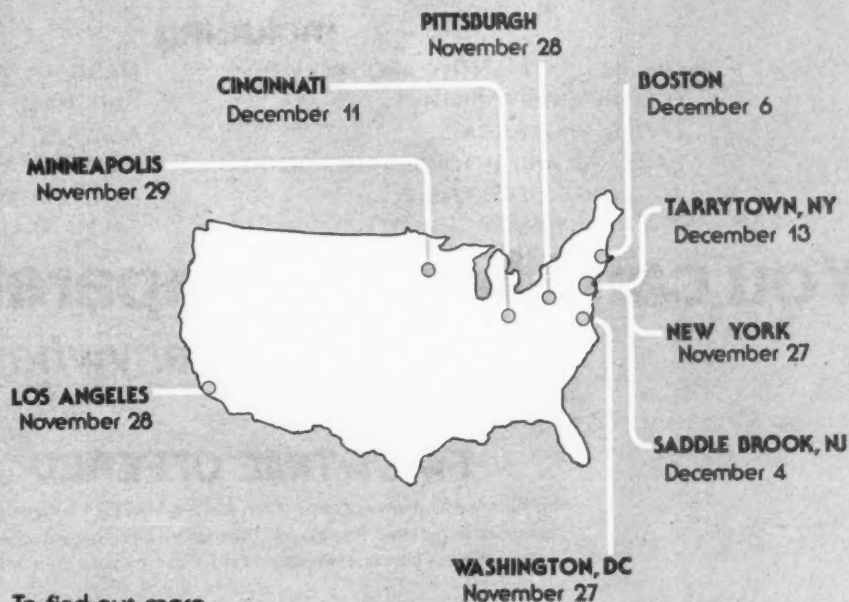 PITTSBURGH
November 28
CINCINNATI
December 11
BOSTON
December 6
MINNEAPOLIS
November 29
TARRYTOWN, NY
December 13
NEW YORK
November 27
LOS ANGELES
November 28
SADDLE BROOK, NJ
December 4
WASHINGTON, DC
November 27
To find out more